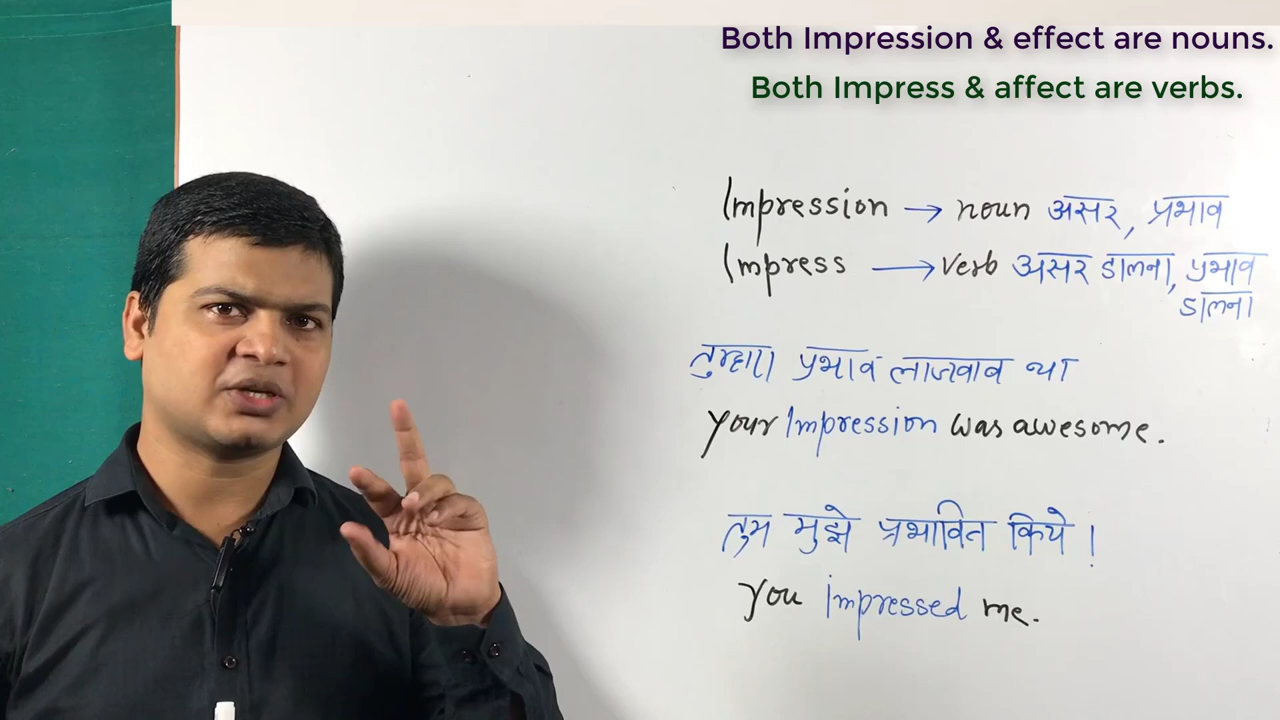 Both Impression & effect are nouns.
Both Impress & affect are verbs.
Impression → noun असर, प्रभाव
Impress → verb असर डालना, प्रभाव
डालना
तुम्हारा प्रभाव लाजवाब था
your Impression was awesome.
तुम मुझे प्रभावित किये।
you impressed me.